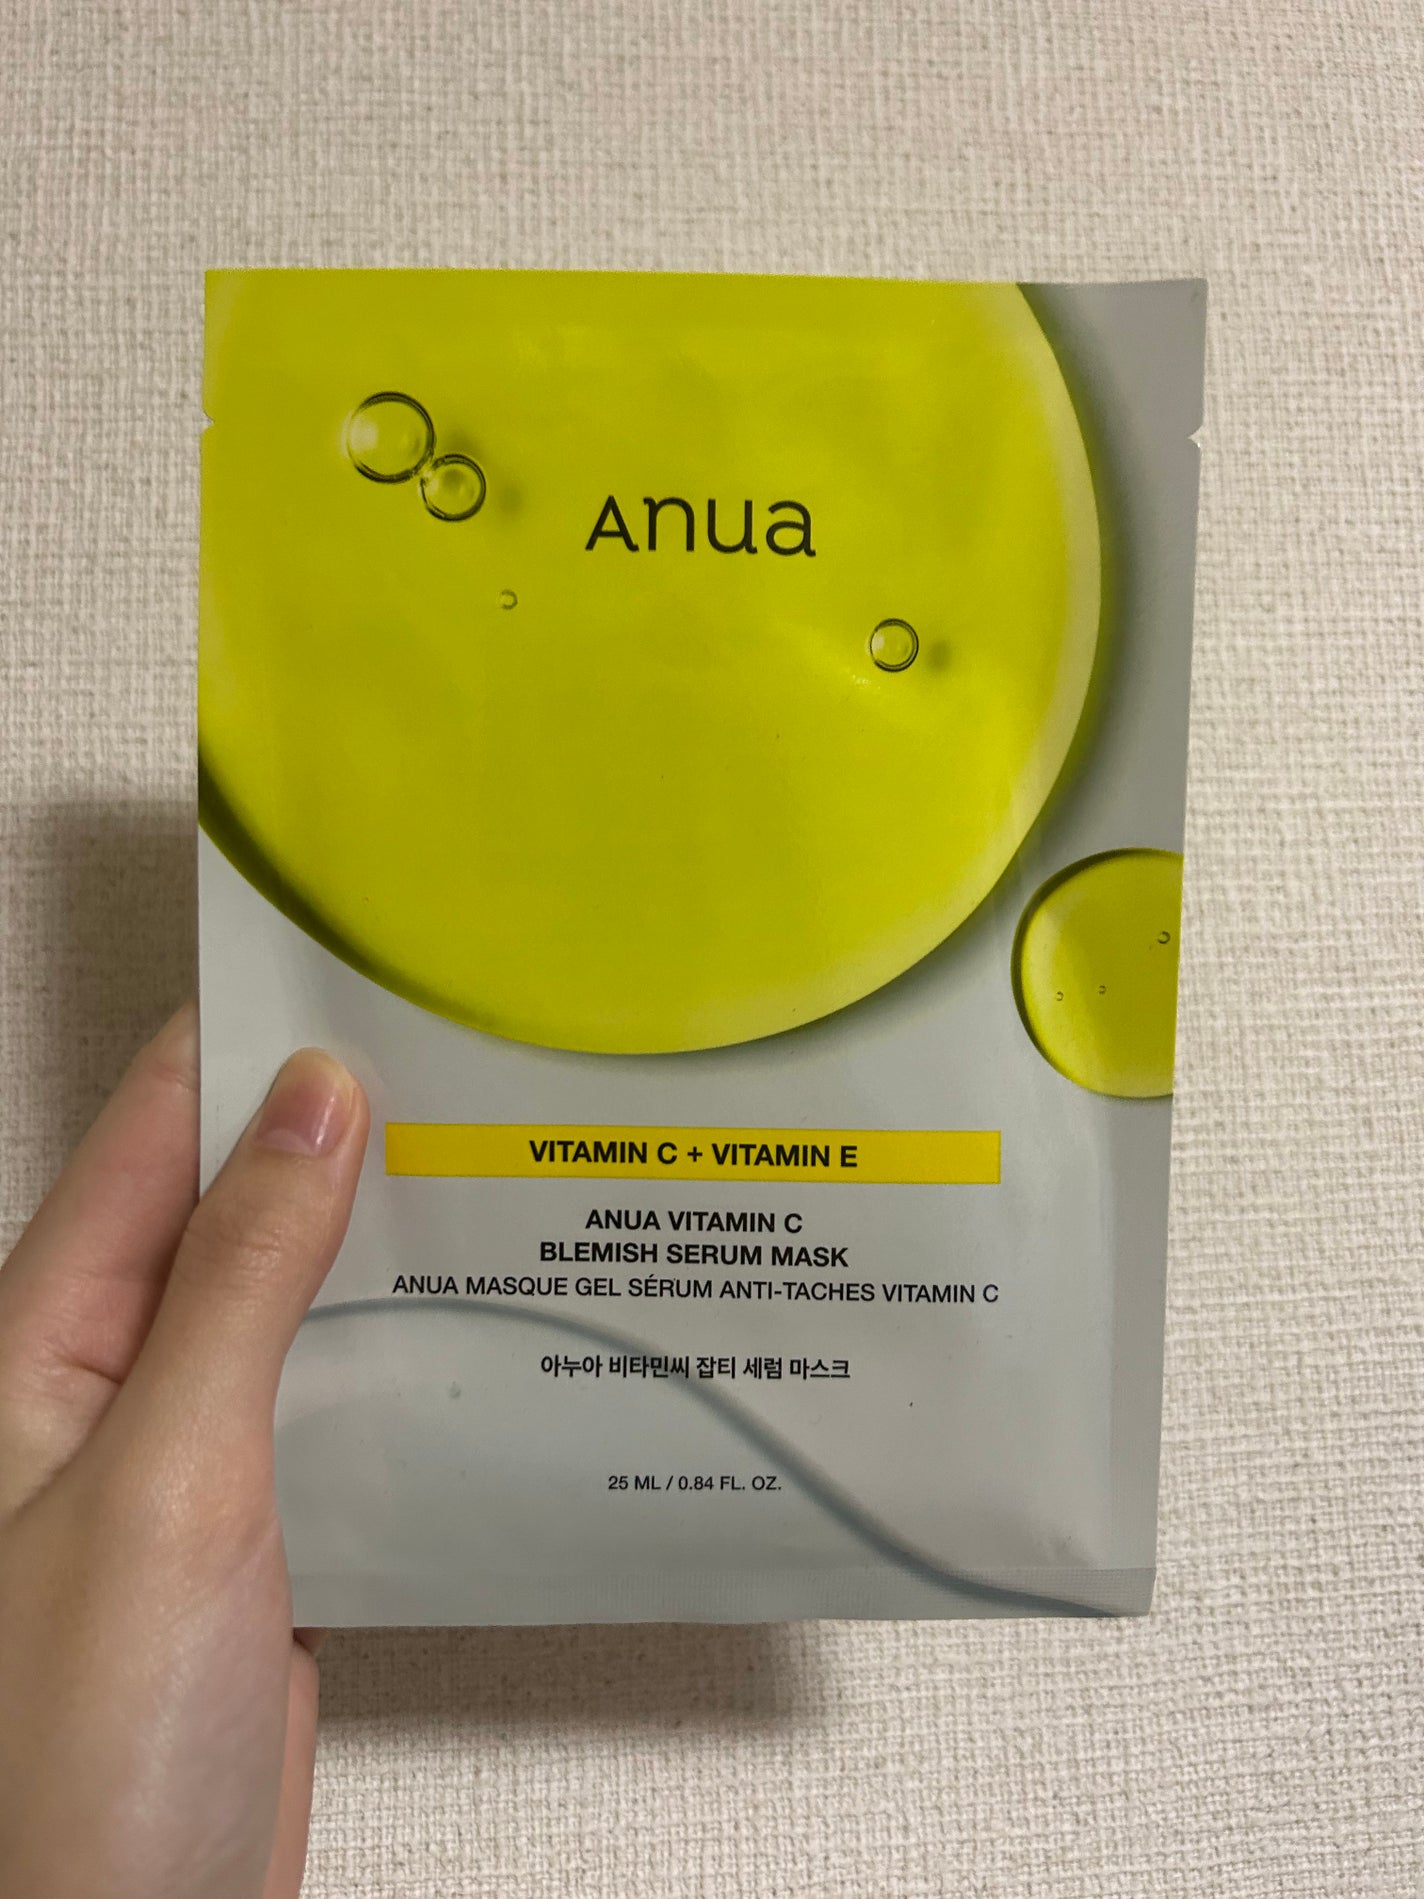 Anua
VITAMIN C + VITAMIN E
ANUA VITAMIN C
BLEMISH SERUM MASK
ANUA MASQUE GEL SÉRUM ANTI-TACHES VITAMIN C
아누아 비타민씨 잡티 세럼 마스크
25 ML / 0.84 FL. OZ.